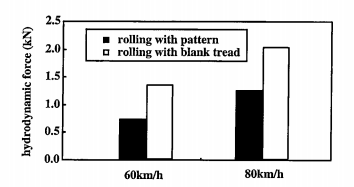 hydrodynamic force (kN)
2.5
2.0
1.5
1.0
0.5
0.0
rolling with pattern
rolling with blank tread
60km/h
80km/h